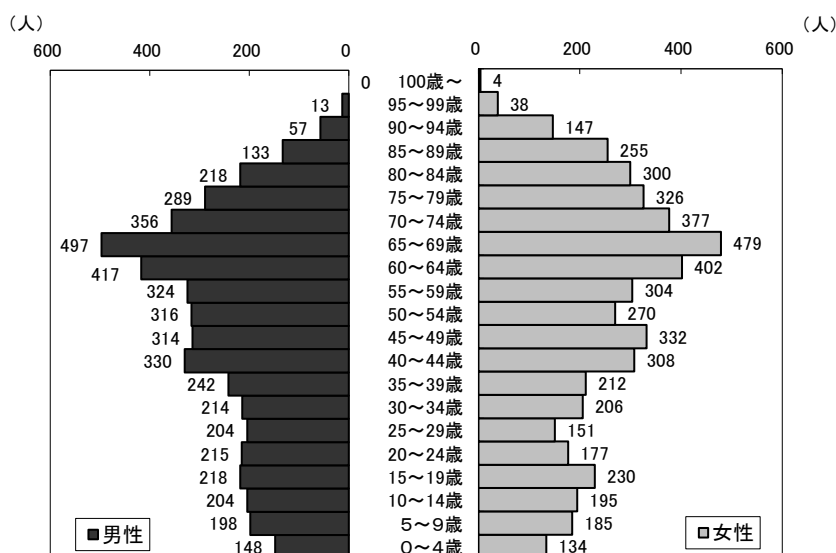 (人) (人)
600 400 200 0 0 200 400 600
0 100歳～ 4
13 95～99歳 38
57 90～94歳 147
133 85～89歳 255
218 80～84歳 300
289 75～79歳 326
356 70～74歳 377
497 65～69歳 479
417 60～64歳 402
324 55～59歳 304
316 50～54歳 270
314 45～49歳 332
330 40～44歳 308
242 35～39歳 212
214 30～34歳 206
204 25～29歳 151
215 20～24歳 177
218 15～19歳 230
204 10～14歳 195
198 5～9歳 185
148 0～4歳 134
男性 女性